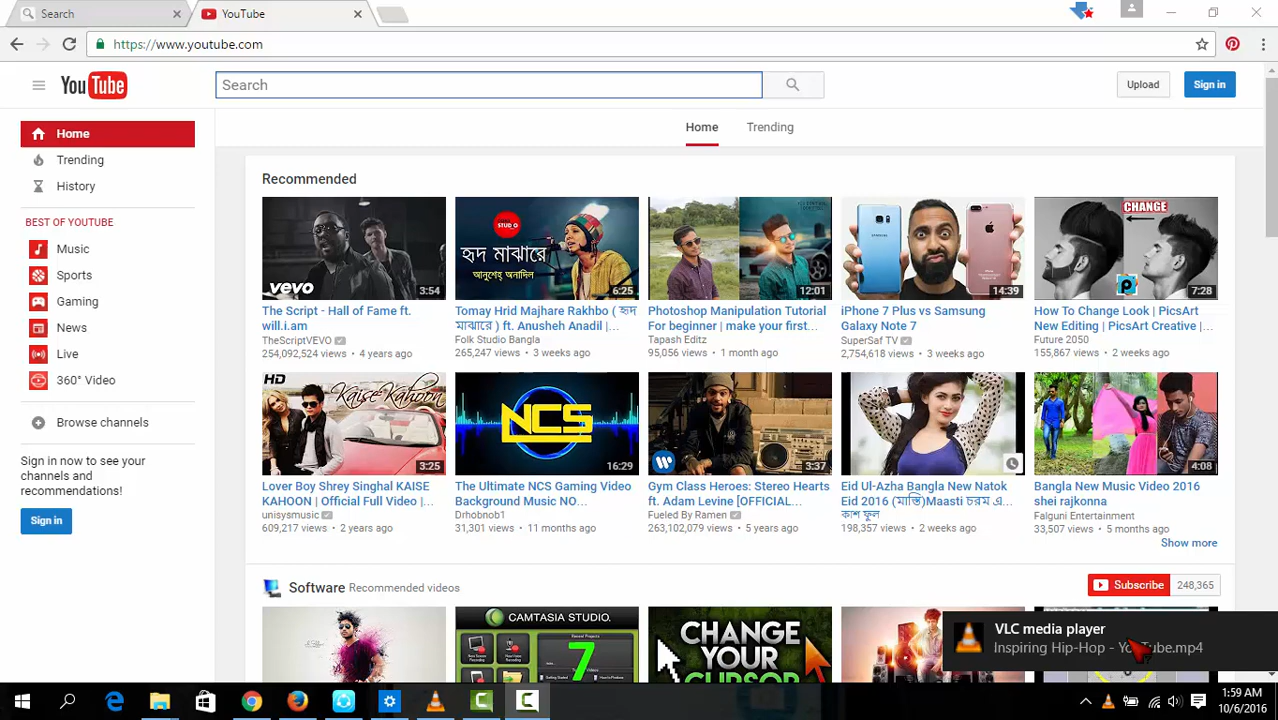 Search
YouTube
https://www.youtube.com
YouTube
Search
Upload
Sign in
Home
Trending
History
BEST OF YOUTUBE
Music
Sports
Gaming
News
Live
360° Video
Browse channels
Sign in now to see your
channels and
recommendations!
Sign in
Home Trending
Recommended
vevo
3:54
The Script - Hall of Fame ft.
will.i.am
TheScriptVEVO
254,092,524 views • 4 years ago
STUDIO
হৃদ মাঝারে
আনুশেহ্ অনাদিল
6:25
Tomay Hrid Majhare Rakhbo ( হৃদ
মাঝারে ) ft. Anusheh Anadil |...
Folk Studio Bangla
265,247 views • 3 weeks ago
12:01
Photoshop Manipulation Tutorial
For beginner | make your first...
Tapash Editz
95,056 views • 1 month ago
14:39
iPhone 7 Plus vs Samsung
Galaxy Note 7
SuperSaf TV
2,754,618 views • 3 weeks ago
CHANGE
7:28
How To Change Look | PicsArt
New Editing | PicsArt Creative |...
Future 2050
155,867 views • 2 weeks ago
HD
Kaise Kahoon
3:25
Lover Boy Shrey Singhal KAISE
KAHOON | Official Full Video |...
unisysmusic
609,217 views • 2 years ago
NCS
16:29
The Ultimate NCS Gaming Video
Background Music NO...
Drhobnob1
31,301 views • 11 months ago
3:37
Gym Class Heroes: Stereo Hearts
ft. Adam Levine [OFFICIAL...
Fueled By Ramen
263,102,079 views • 5 years ago
Eid Ul-Azha Bangla New Natok
Eid 2016 (মাস্তি)Maasti চরম এ...
কাশ ফুল
198,357 views • 2 weeks ago
4:08
Bangla New Music Video 2016
shei rajkonna
Falguni Entertainment
33,507 views • 5 months ago
Show more
Software Recommended videos
Subscribe 248,365
CAMTASIA STUDIO.
7
CHANGE
YOUR
CURSOR
VLC media player
Inspiring Hip-Hop - YouTube.mp4
1:59 AM
10/6/2016